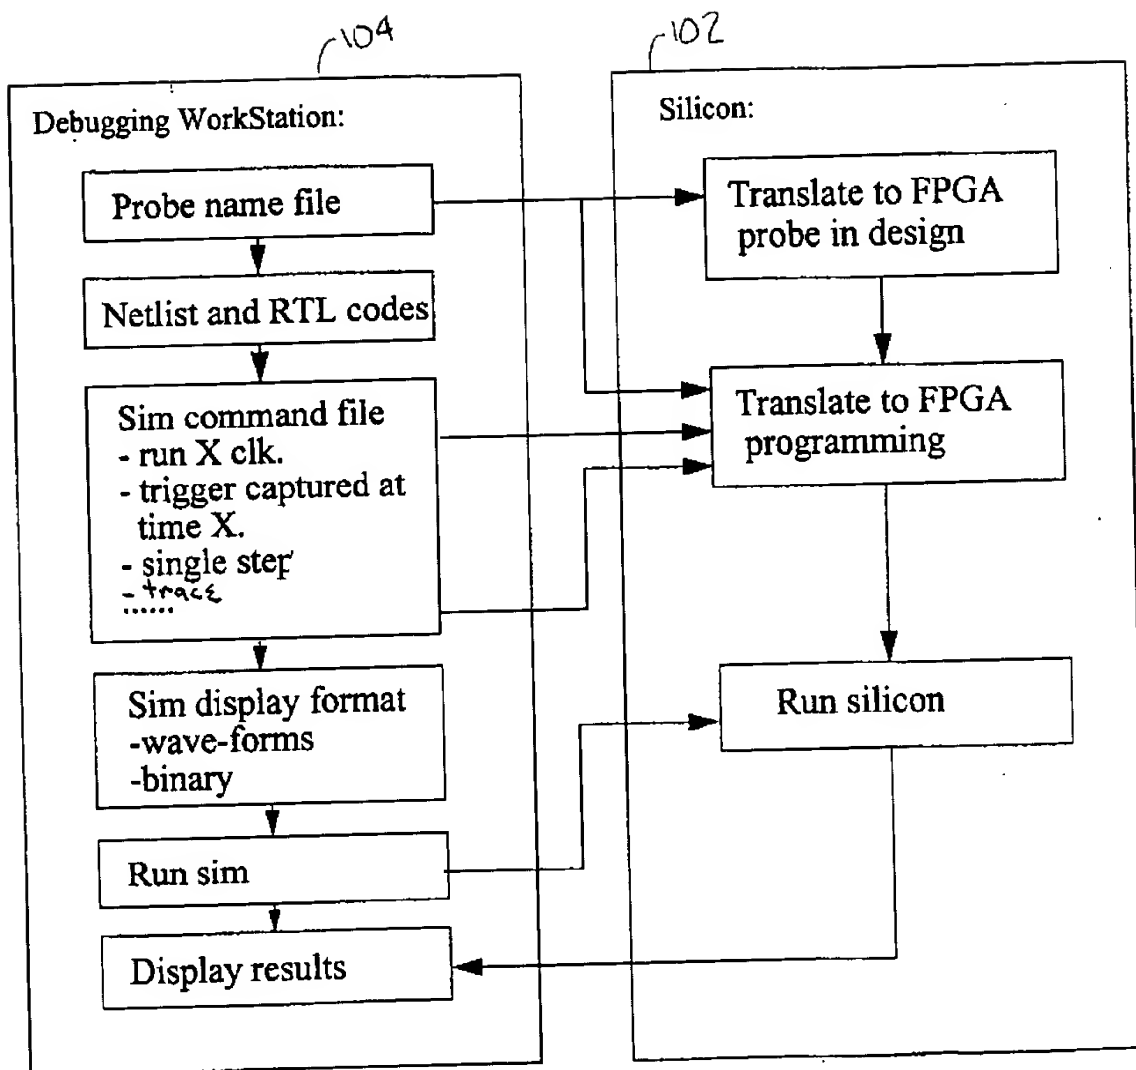 104
102
Debugging WorkStation:
Silicon:
Probe name file
Translate to FPGA
probe in design
Netlist and RTL codes
Sim command file
- run X clk.
- trigger captured at
time X.
- single step
- trace
......
Translate to FPGA
programming
Sim display format
-wave-forms
-binary
Run silicon
Run sim
Display results